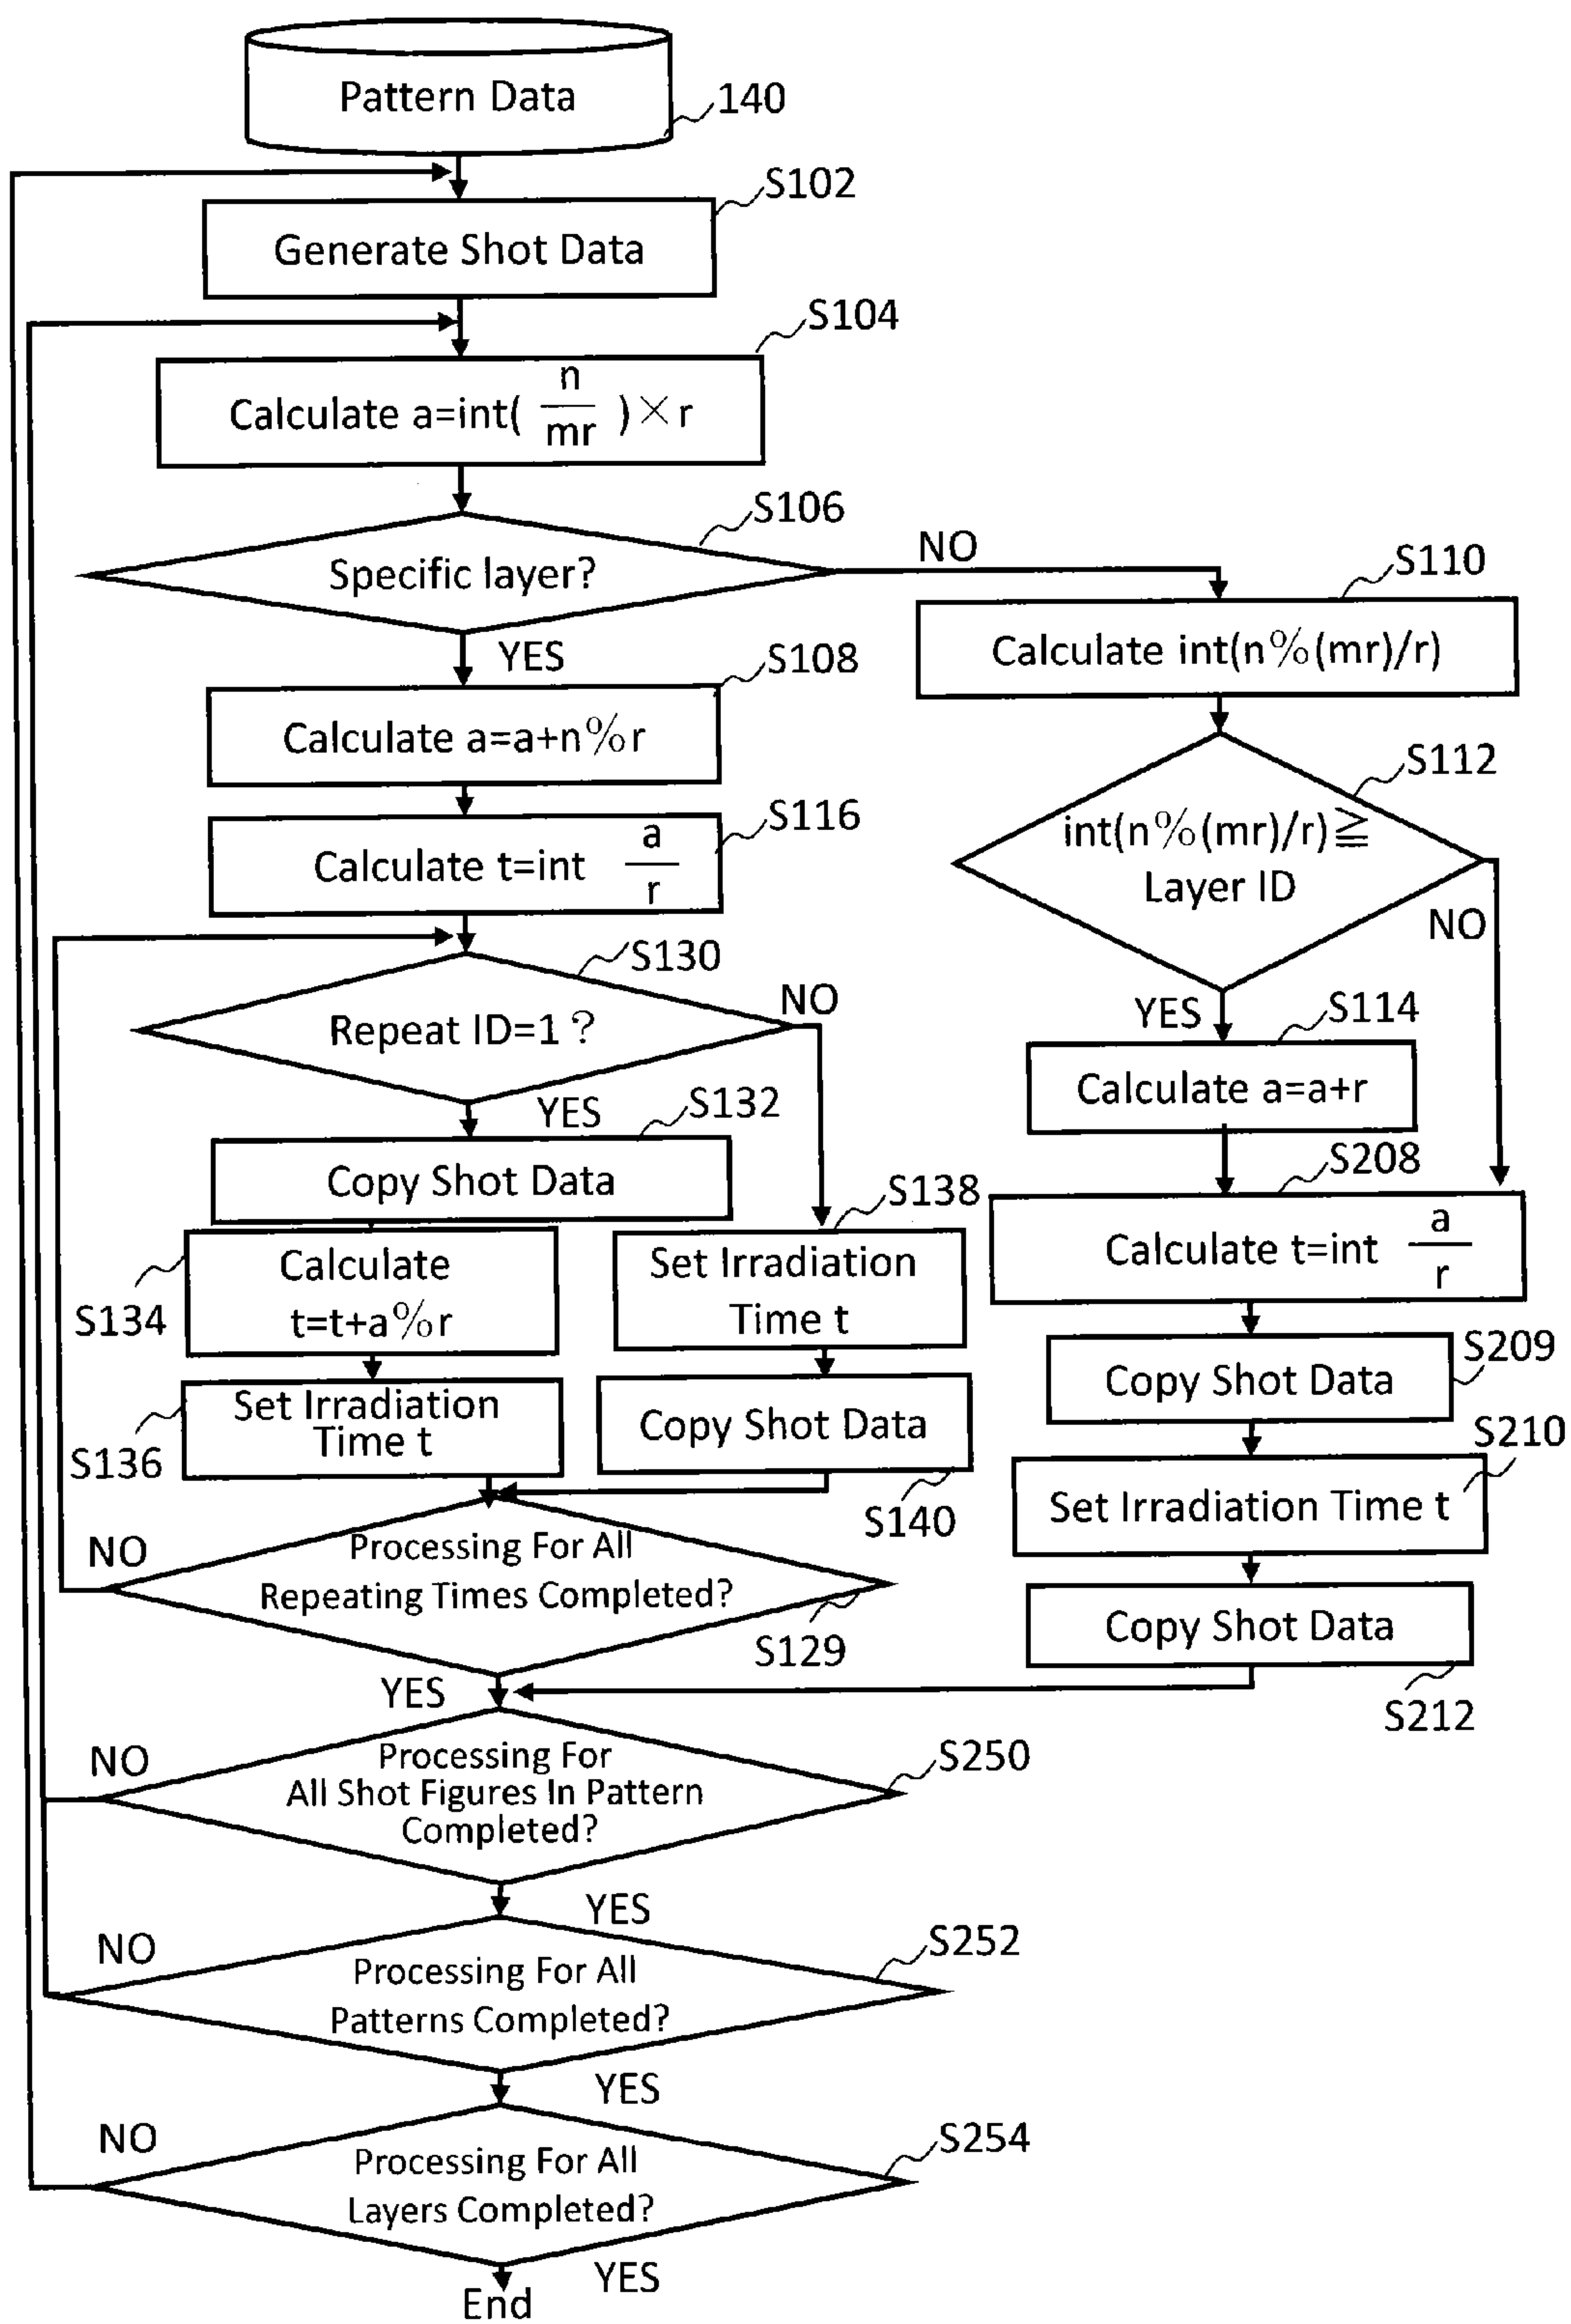 Pattern Data
140
S102
Generate Shot Data
S104
Calculate a=int( n/mr )×r
S106
Specific layer?
NO
YES
S110
Calculate int(n%(mr)/r)
S108
Calculate a=a+n%r
S112
int(n%(mr)/r)≧
Layer ID
NO
YES
S116
Calculate t=int a/r
S130
Repeat ID=1?
NO
YES
S114
Calculate a=a+r
S132
Copy Shot Data
S138
Set Irradiation
Time t
S208
Calculate t=int a/r
S134
Calculate
t=t+a%r
S209
Copy Shot Data
S136
Set Irradiation
Time t
Copy Shot Data
S140
S210
Set Irradiation Time t
NO
Processing For All
Repeating Times Completed?
S129
YES
Copy Shot Data
S212
NO
Processing For
All Shot Figures In Pattern
Completed?
S250
YES
NO
Processing For All
Patterns Completed?
S252
YES
NO
Processing For All
Layers Completed?
S254
YES
End